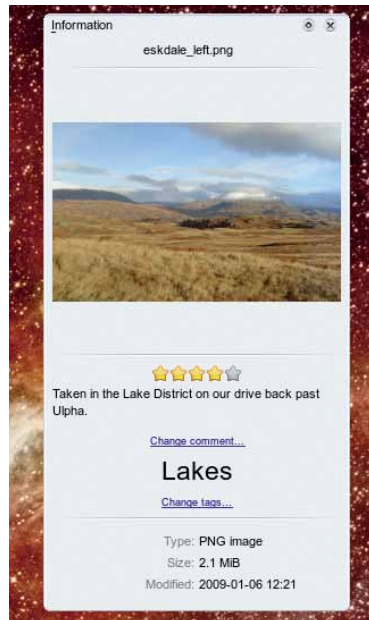 Information
eskdale_left.png
Taken in the Lake District on our drive back past
Ulpha.
Change comment...
Lakes
Change tags...
Type: PNG image
Size: 2.1 MiB
Modified: 2009-01-06 12:21